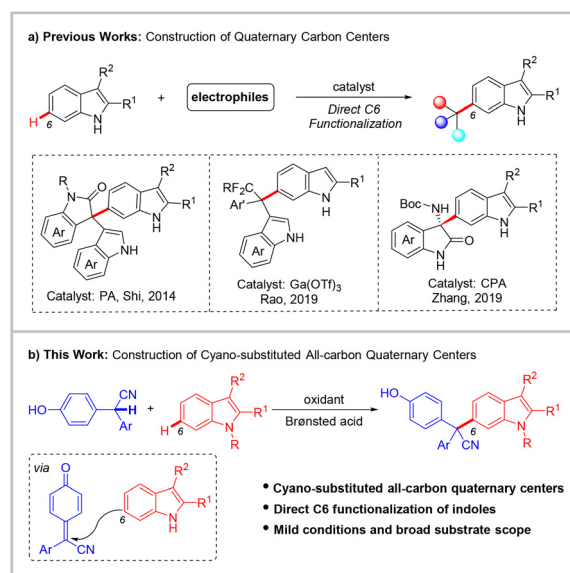 a) Previous Works: Construction of Quaternary Carbon Centers
R²
R¹
H
6
N
H
+
electrophiles
catalyst
Direct C6
Functionalization
R²
R¹
6
N
H
R
N
O
R²
R¹
N
H
Ar
NH
Ar
Catalyst: PA, Shi, 2014
RF₂C
Ar'
R¹
N
H
NH
Ar
Catalyst: Ga(OTf)₃
Rao, 2019
Boc
NH
R²
R¹
N
H
Ar
O
N
H
Catalyst: CPA
Zhang, 2019
b) This Work: Construction of Cyano-substituted All-carbon Quaternary Centers
HO
CN
H
Ar
+
R²
R¹
H
6
N
R
oxidant
Brønsted acid
HO
R²
R¹
6
Ar
CN
N
R
via
O
Ar
CN
R²
R¹
6
N
H
• Cyano-substituted all-carbon quaternary centers
• Direct C6 functionalization of indoles
• Mild conditions and broad substrate scope